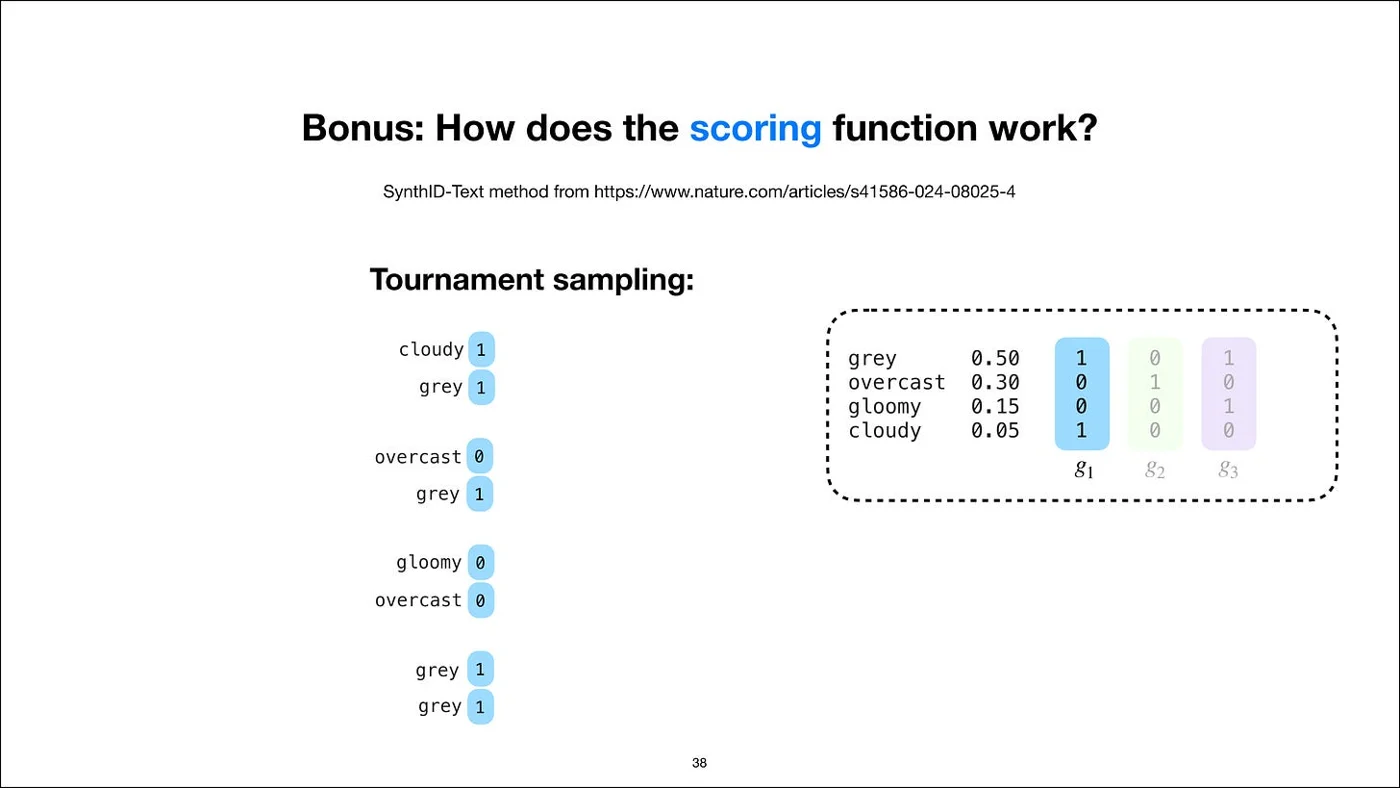 Bonus: How does the scoring function work?
SynthID-Text method from https://www.nature.com/articles/s41586-024-08025-4
Tournament sampling:
cloudy 1
grey 1
overcast 0
grey 1
gloomy 0
overcast 0
grey 1
grey 1
grey 0.50 1 0 1
overcast 0.30 0 1 0
gloomy 0.15 0 0 1
cloudy 0.05 1 0 0
g₁ g₂ g₃
38